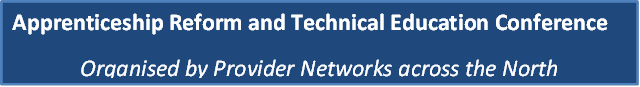 Apprenticeship Reform and Technical Education Conference
Organised by Provider Networks across the North